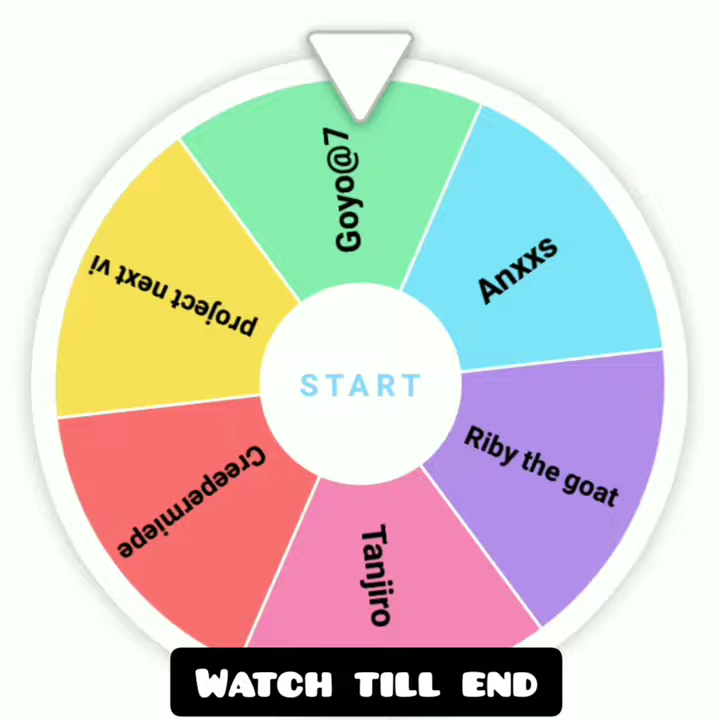 Goyo@7
Anxxs
project next vi
START
Riby the goat
Creepermiepe
Tanjiro
WATCH TILL END